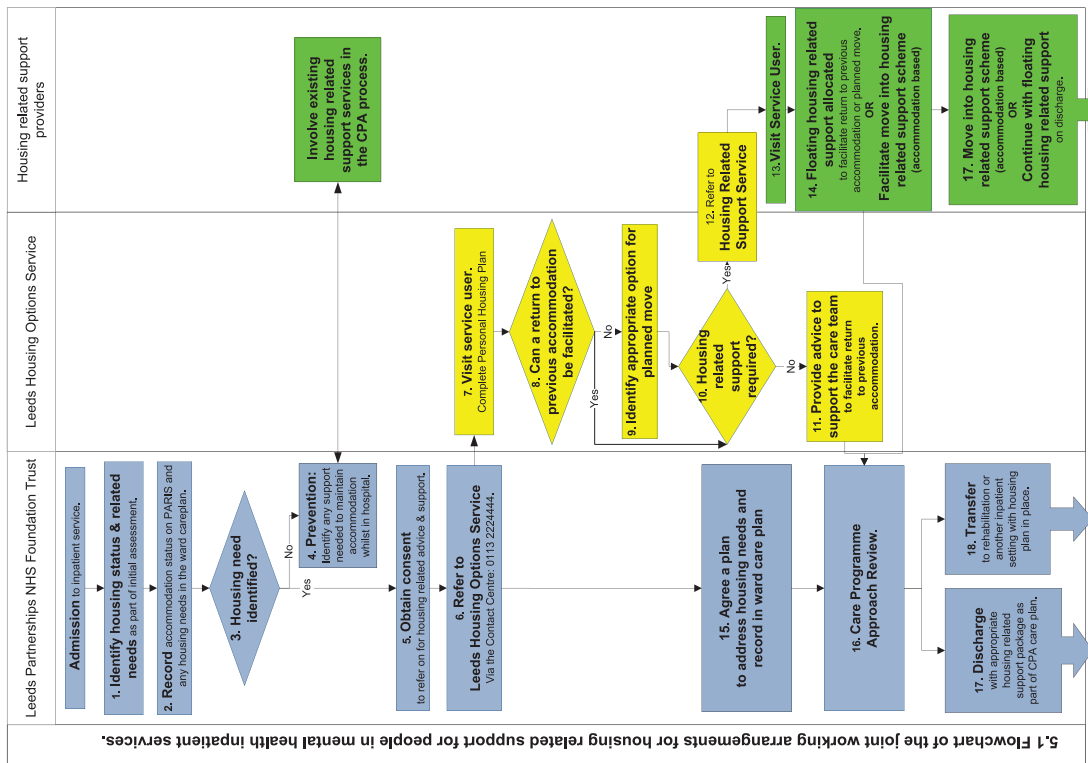 5.1 Flowchart of the joint working arrangements for housing related support for people in mental health inpatient services.
Leeds Partnerships NHS Foundation Trust
Leeds Housing Options Service
Housing related support
providers
Admission to inpatient service.
1. Identify housing status & related
needs as part of initial assessment.
2. Record accommodation status on PARIS and
any housing needs in the ward careplan.
3. Housing need
identified?
No
Yes
4. Prevention:
Identify any support
needed to maintain
accommodation
whilst in hospital.
Involve existing
housing related
support services in
the CPA process.
5. Obtain consent
to refer on for housing related advice & support.
6. Refer to
Leeds Housing Options Service
Via the Contact Centre: 0113 2224444.
7. Visit service user.
Complete Personal Housing Plan
8. Can a return to
previous accommodation
be facilitated?
Yes
No
9. Identify appropriate option for
planned move
10. Housing
related
support
required?
Yes
No
12. Refer to
Housing Related
Support Service
11. Provide advice to
support the care team
to facilitate return
to previous
accommodation.
13. Visit Service User.
14. Floating housing related
support allocated
to facilitate return to previous
accommodation or planned move,
OR
Facilitate move into housing
related support scheme
(accommodation based)
15. Agree a plan
to address housing needs and
record in ward care plan
16. Care Programme
Approach Review.
17. Discharge
with appropriate
housing related
support package as
part of CPA care plan.
18. Transfer
to rehabilitation or
another inpatient
setting with housing
plan in place.
17. Move into housing
related support scheme
(accommodation based)
OR
Continue with floating
housing related support
on discharge.